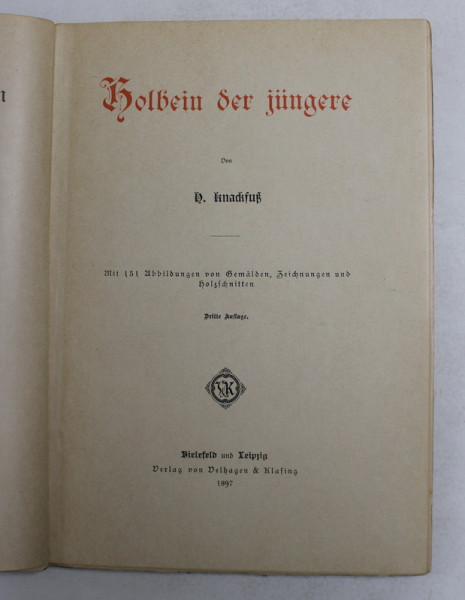 n
Holbein der jüngere
Von
H. Knackfuß
Mit 151 Abbildungen von Gemälden, Zeichnungen und
Holzschnitten
Dritte Auflage.
VK
Bielefeld und Leipzig
Verlag von Velhagen & Klasing
1897